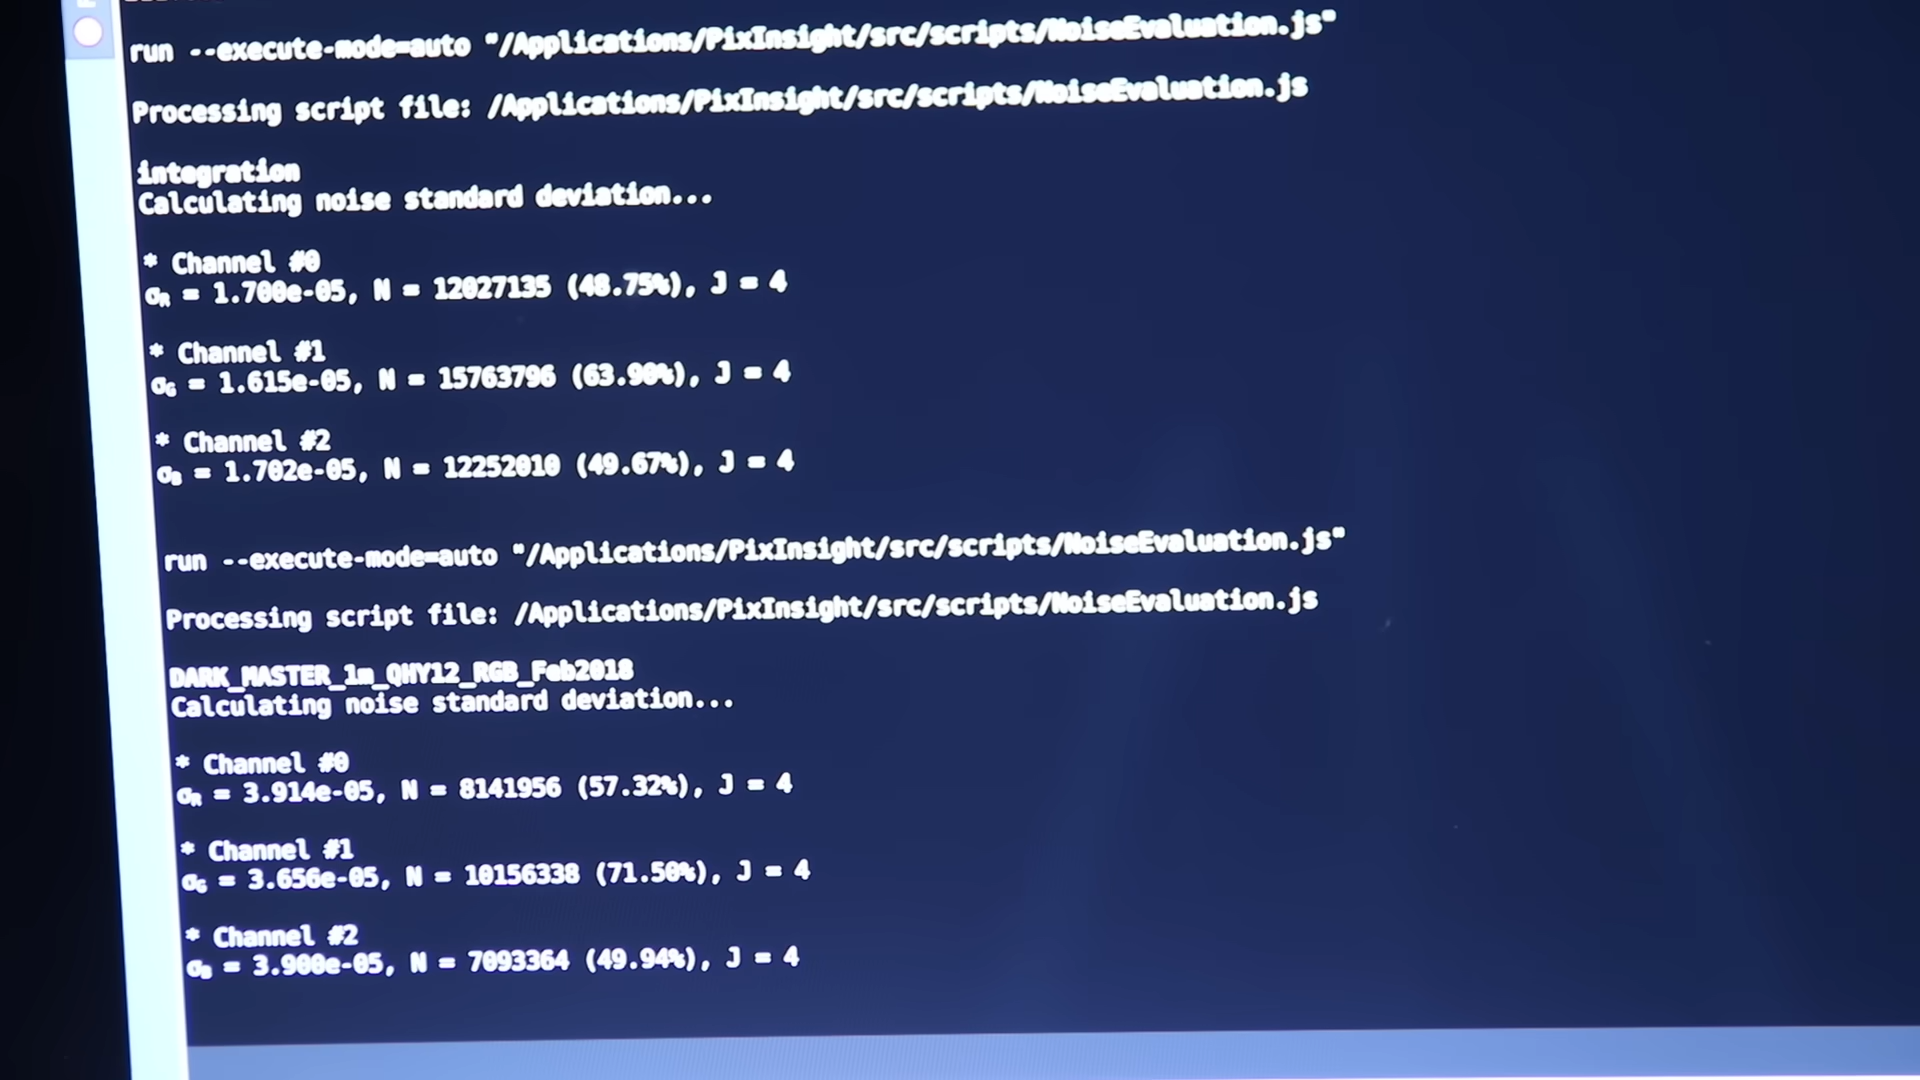 run --execute-mode=auto "/Applications/PixInsight/src/scripts/NoiseEvaluation.js"
Processing script file: /Applications/PixInsight/src/scripts/NoiseEvaluation.js
integration
Calculating noise standard deviation...
* Channel #0
σR = 1.700e-05, N = 12027135 (48.75%), J = 4
* Channel #1
σG = 1.615e-05, N = 15763796 (63.90%), J = 4
* Channel #2
σB = 1.702e-05, N = 12252010 (49.67%), J = 4
run --execute-mode=auto "/Applications/PixInsight/src/scripts/NoiseEvaluation.js"
Processing script file: /Applications/PixInsight/src/scripts/NoiseEvaluation.js
DARK_MASTER_1m_QHY12_RGB_Feb2018
Calculating noise standard deviation...
* Channel #0
σR = 3.914e-05, N = 8141956 (57.32%), J = 4
* Channel #1
σG = 3.656e-05, N = 10156338 (71.50%), J = 4
* Channel #2
σB = 3.900e-05, N = 7093364 (49.94%), J = 4